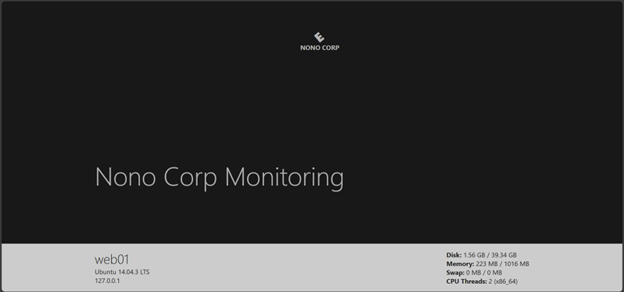 E
NONO CORP
Nono Corp Monitoring
web01
Ubuntu 14.04.3 LTS
127.0.0.1
Disk: 1.56 GB / 39.34 GB
Memory: 223 MB / 1016 MB
Swap: 0 MB / 0 MB
CPU Threads: 2 (x86_64)